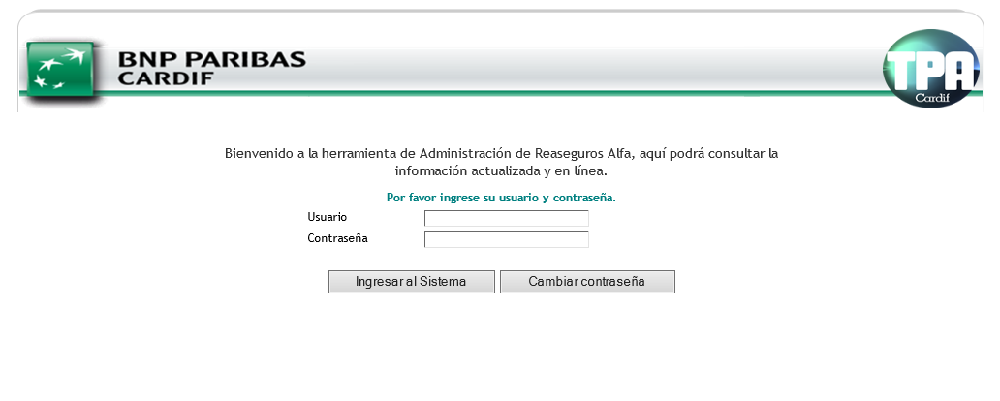 BNP PARIBAS
CARDIF
TPA
Cardif
Bienvenido a la herramienta de Administración de Reaseguros Alfa, aquí podrá consultar la
información actualizada y en línea.
Por favor ingrese su usuario y contraseña.
Usuario
Contraseña
Ingresar al Sistema
Cambiar contraseña